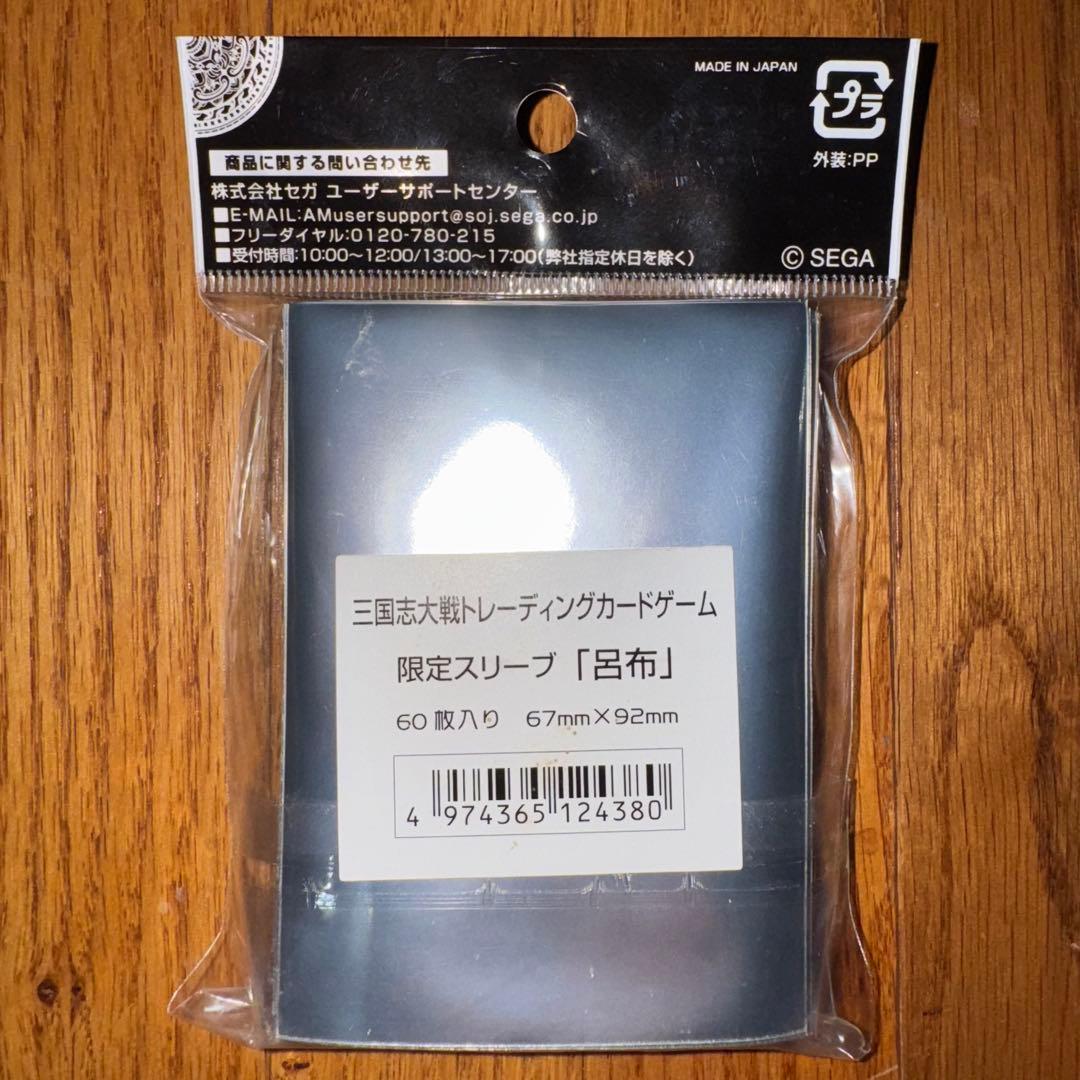 MADE IN JAPAN
プラ
外装:PP
商品に関する問い合わせ先
株式会社セガ ユーザーサポートセンター
■E-MAIL:AMusersupport@soj.sega.co.jp
■フリーダイヤル:0120-780-215
■受付時間:10:00～12:00/13:00～17:00(弊社指定休日を除く)
© SEGA
三国志大戦トレーディングカードゲーム
限定スリーブ「呂布」
60枚入り 67mm×92mm
4 974365 124380